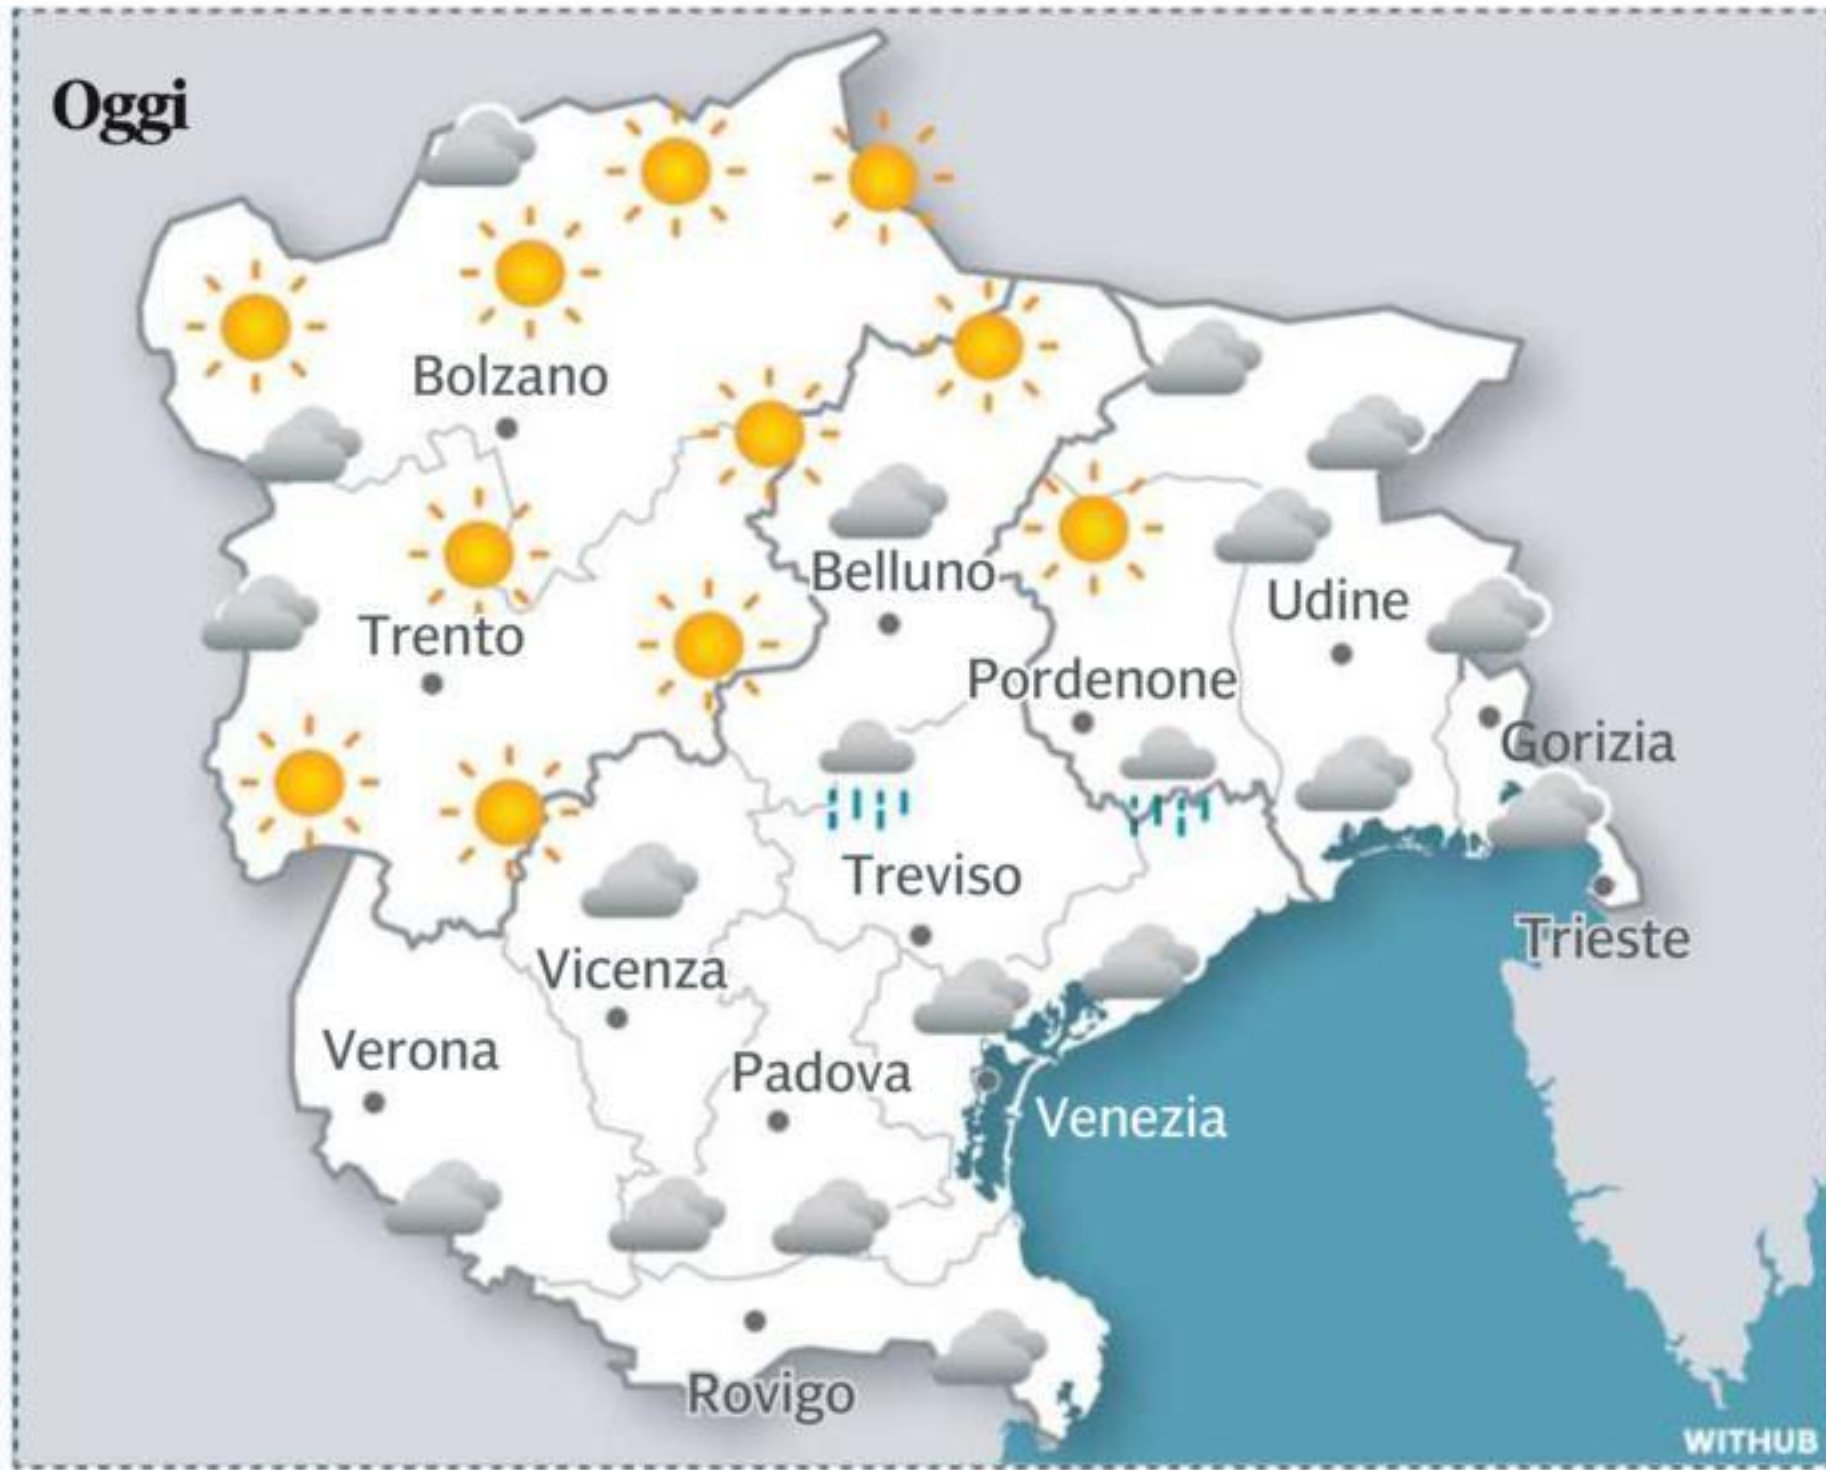 Oggi
Bolzano
Belluno
Udine
Trento
Pordenone
Gorizia
Treviso
Trieste
Vicenza
Verona
Padova
Venezia
Rovigo
WITHUB